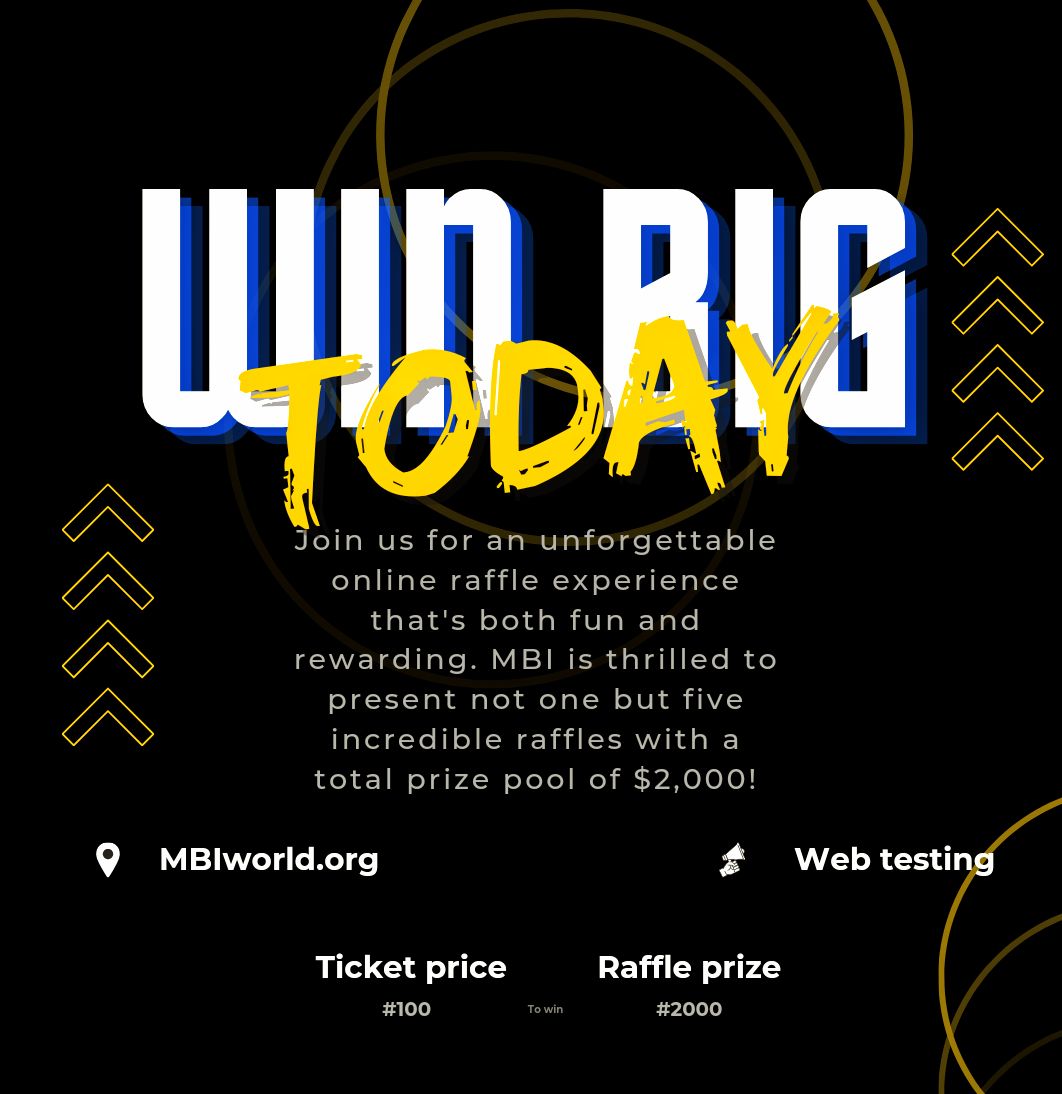 WIN BIG
TODAY
Join us for an unforgettable
online raffle experience
that's both fun and
rewarding. MBI is thrilled to
present not one but five
incredible raffles with a
total prize pool of $2,000!
MBIworld.org
Web testing
Ticket price
Raffle prize
#100
To win
#2000